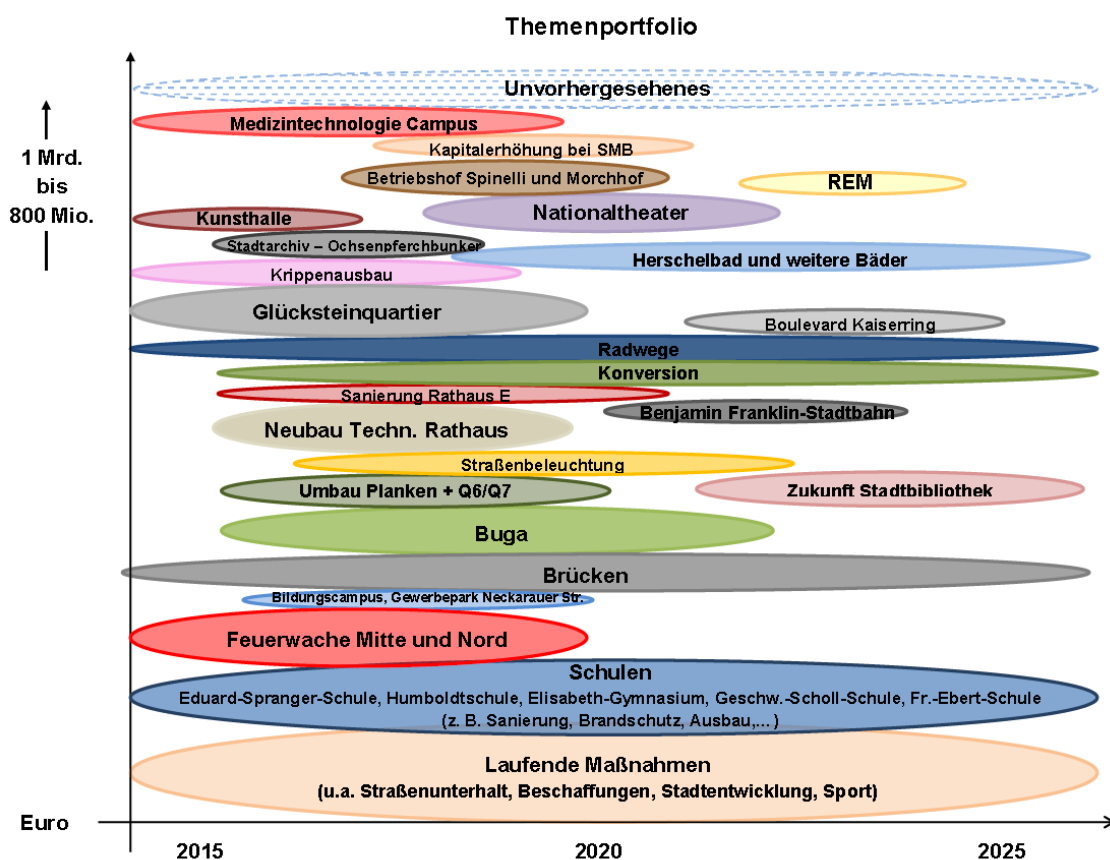 Themenportfolio
Unvorhergesehenes
Medizintechnologie Campus
Kapitalerhöhung bei SMB
1 Mrd.
bis
800 Mio.
Betriebshof Spinelli und Morchhof
REM
Kunsthalle
Nationaltheater
Stadtarchiv – Ochsenpferchbunker
Herschelbad und weitere Bäder
Krippenausbau
Glücksteinquartier
Boulevard Kaiserring
Radwege
Konversion
Sanierung Rathaus E
Benjamin Franklin-Stadtbahn
Neubau Techn. Rathaus
Straßenbeleuchtung
Umbau Planken + Q6/Q7
Zukunft Stadtbibliothek
Buga
Brücken
Bildungscampus, Gewerbepark Neckarauer Str.
Feuerwache Mitte und Nord
Schulen
Eduard-Spranger-Schule, Humboldtschule, Elisabeth-Gymnasium, Geschw.-Scholl-Schule, Fr.-Ebert-Schule
(z. B. Sanierung, Brandschutz, Ausbau,... )
Laufende Maßnahmen
(u.a. Straßenunterhalt, Beschaffungen, Stadtentwicklung, Sport)
Euro
2015
2020
2025